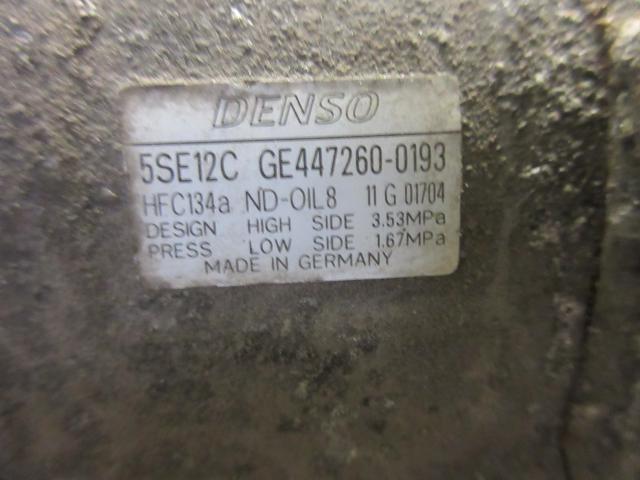 DENSO
5SE12C GE447260-0193
HFC134a ND-OIL8 11 G 01704
DESIGN HIGH SIDE 3.53MPa
PRESS LOW SIDE 1.67MPa
MADE IN GERMANY